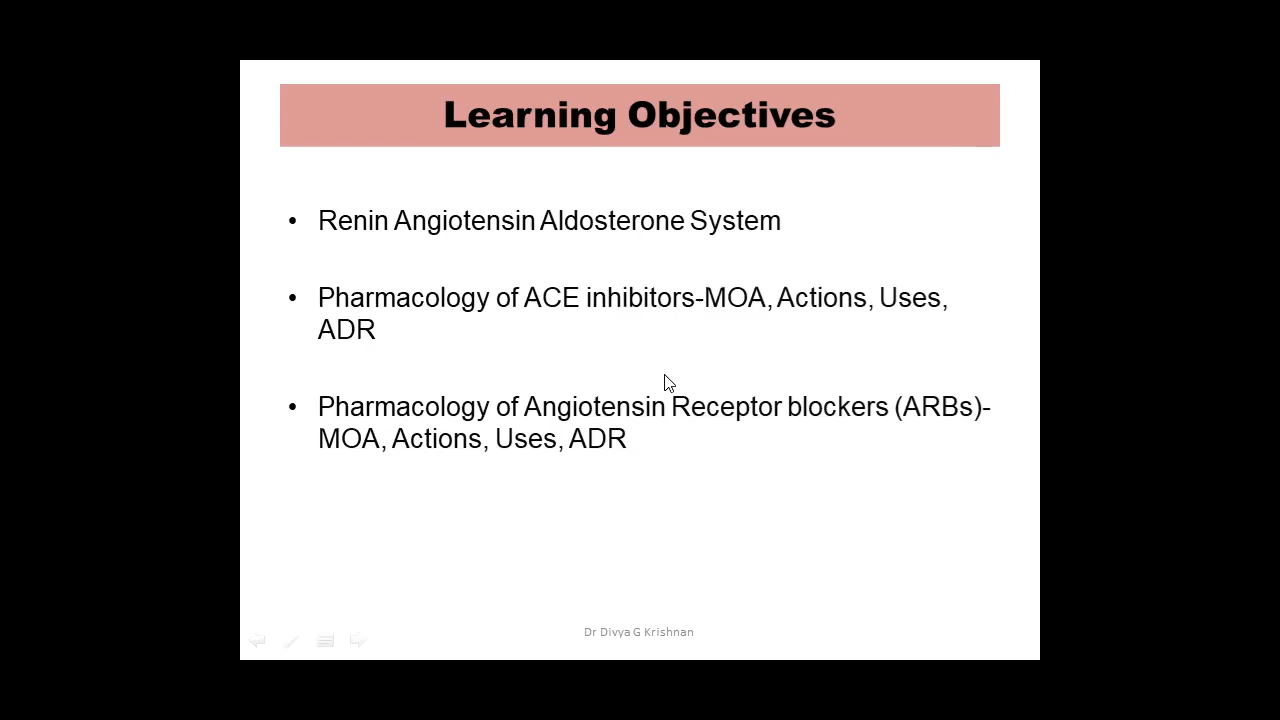 Learning Objectives
• Renin Angiotensin Aldosterone System
• Pharmacology of ACE inhibitors-MOA, Actions, Uses,
ADR
• Pharmacology of Angiotensin Receptor blockers (ARBs)-
MOA, Actions, Uses, ADR
Dr Divya G Krishnan